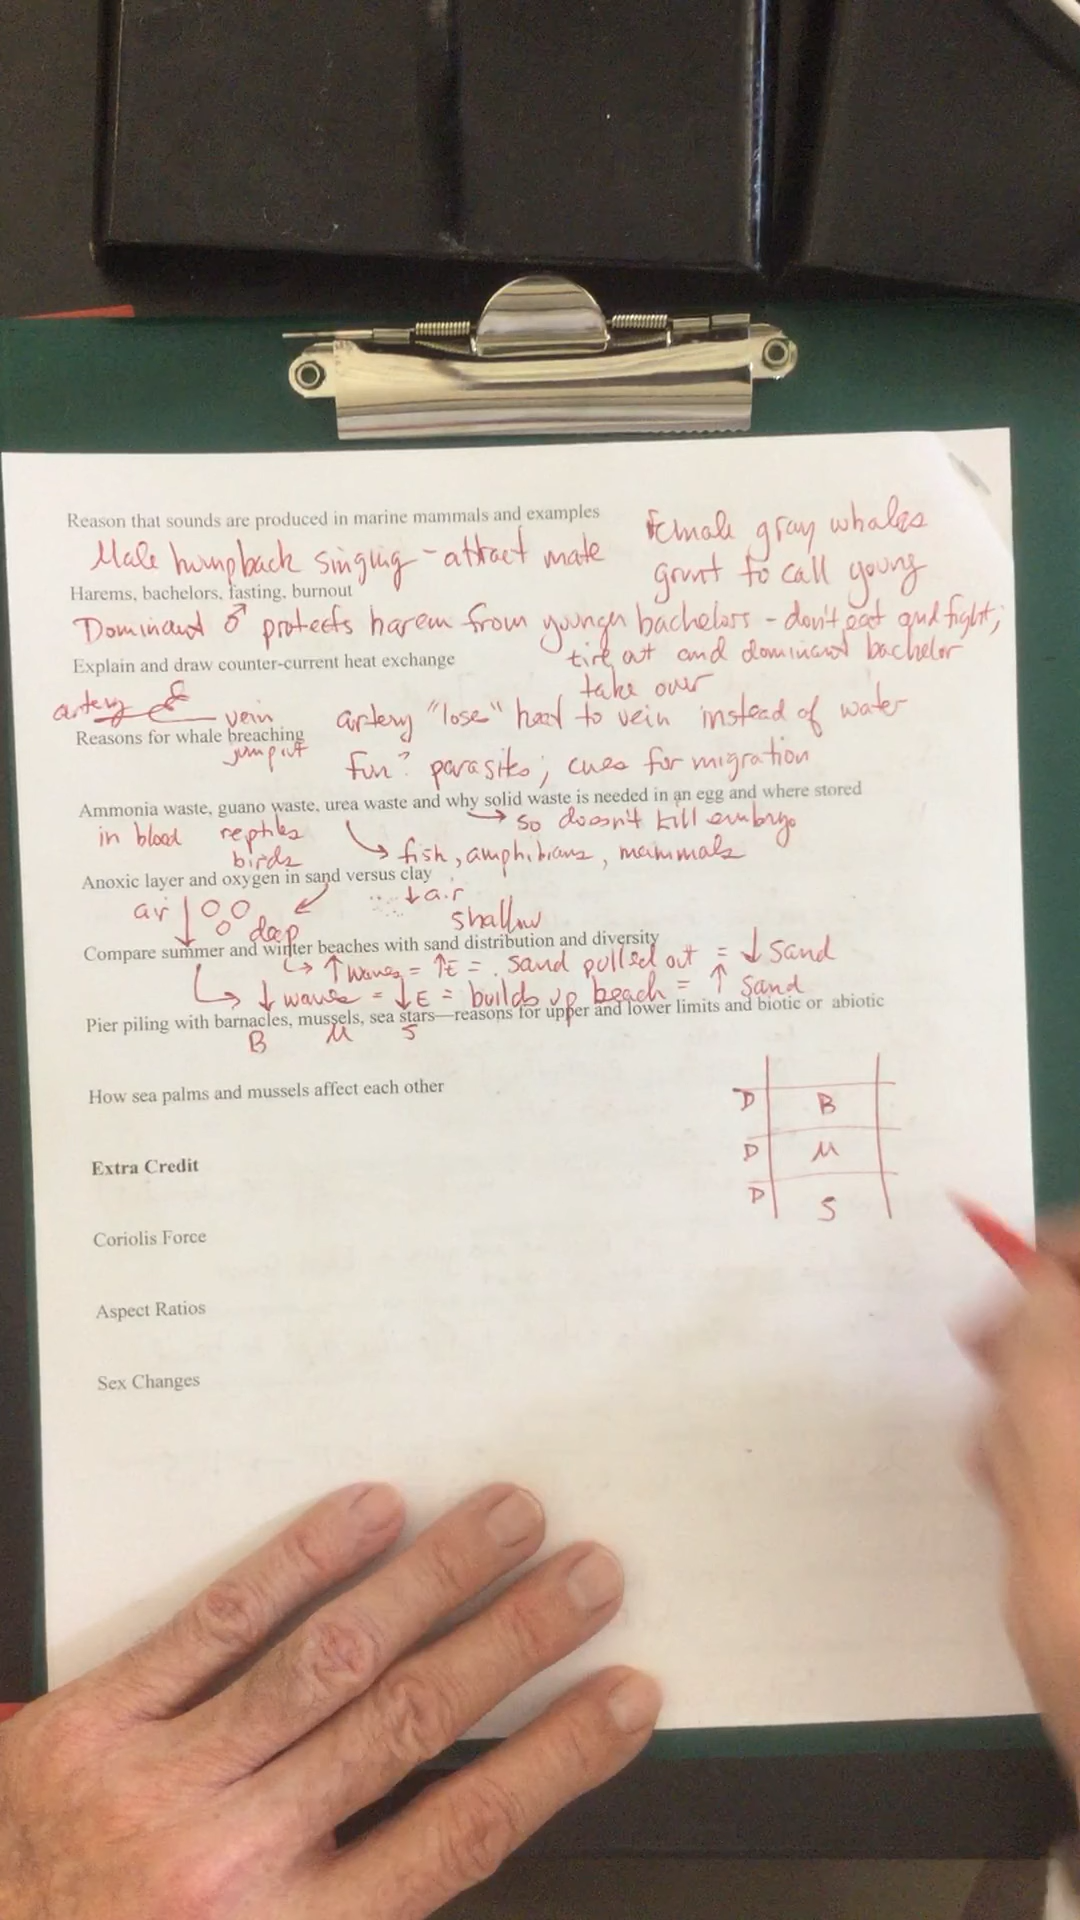 Reason that sounds are produced in marine mammals and examples
Female gray whales
Male humpback singing - attract mate
grunt to call young
Harems, bachelors, fasting, burnout
Dominant ♂ protects harem from younger bachelors - don't eat and fight;
tire out and dominant bachelor
take over
Explain and draw counter-current heat exchange
artery
vein
artery "lose" heat to vein instead of water
Reasons for whale breaching
jump out
fun? parasites; cues for migration
Ammonia waste, guano waste, urea waste and why solid waste is needed in an egg and where stored
in blood
reptiles
birds
→ so doesn't kill embryo
→ fish, amphibians, mammals
Anoxic layer and oxygen in sand versus clay
air ↓
deep
↓ air
shallow
Compare summer and winter beaches with sand distribution and diversity
→ ↑ waves = ↑E = sand pulled out = ↓ sand
→ ↓ waves = ↓E = builds up beach = ↑ sand
Pier piling with barnacles, mussels, sea stars—reasons for upper and lower limits and biotic or abiotic
B M S
How sea palms and mussels affect each other
D B
D M
D S
Extra Credit
Coriolis Force
Aspect Ratios
Sex Changes